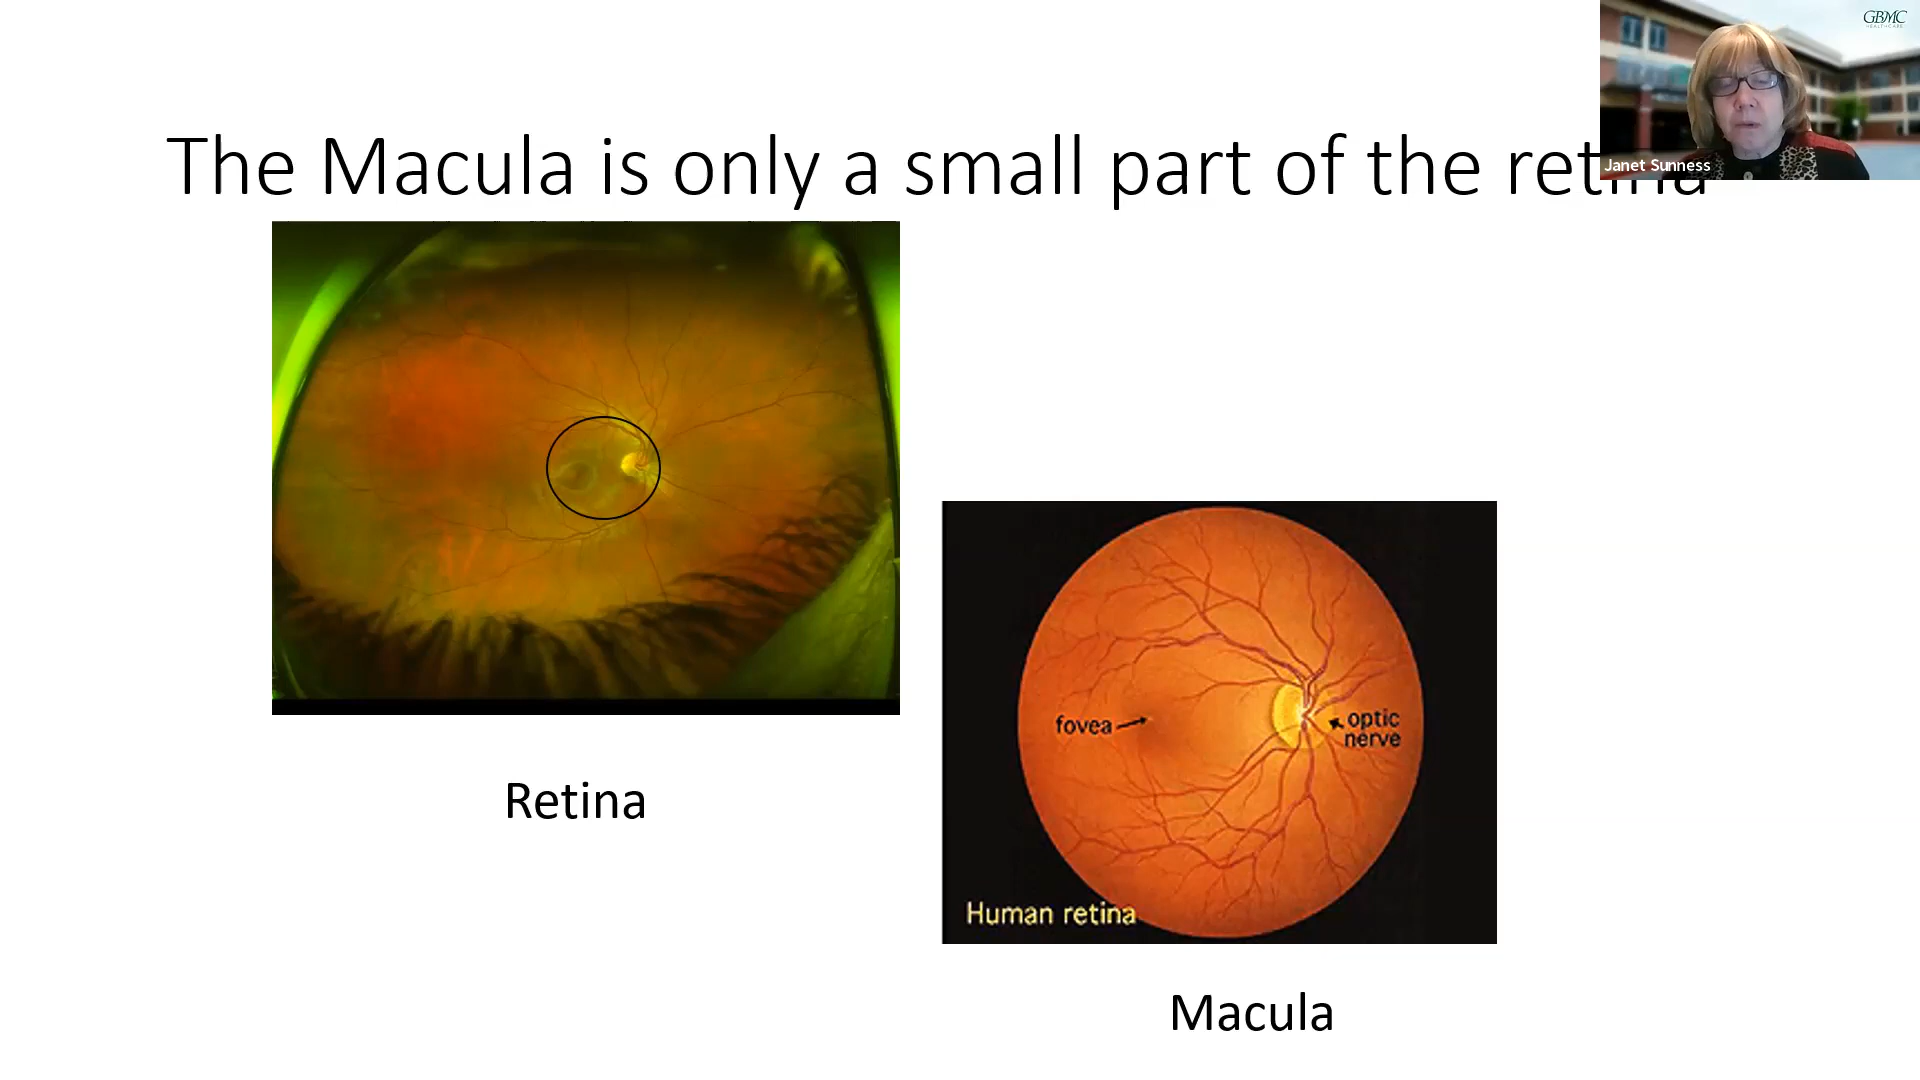 GBMC
HEALTHCARE
The Macula is only a small part of the retina
Janet Sunness
fovea
optic
nerve
Retina
Human retina
Macula